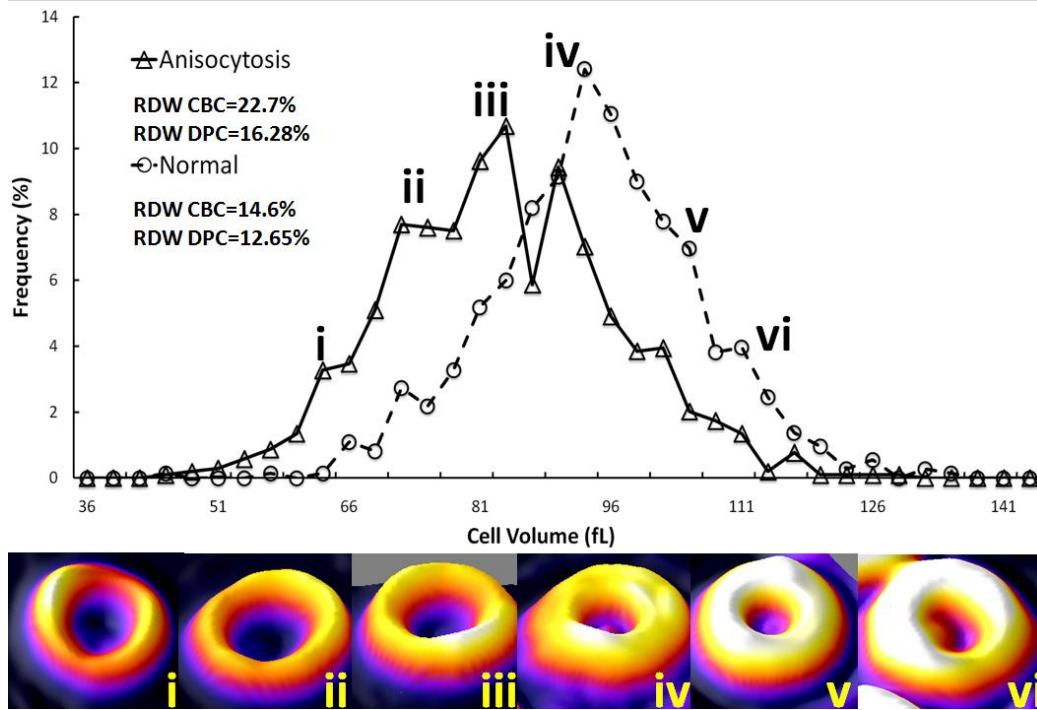 14
12
10
8
6
4
2
0
Frequency (%)
Anisocytosis
RDW CBC=22.7%
RDW DPC=16.28%
Normal
RDW CBC=14.6%
RDW DPC=12.65%
i
ii
iii
iv
v
vi
36 51 66 81 96 111 126 141
Cell Volume (fL)
i ii iii iv v vi